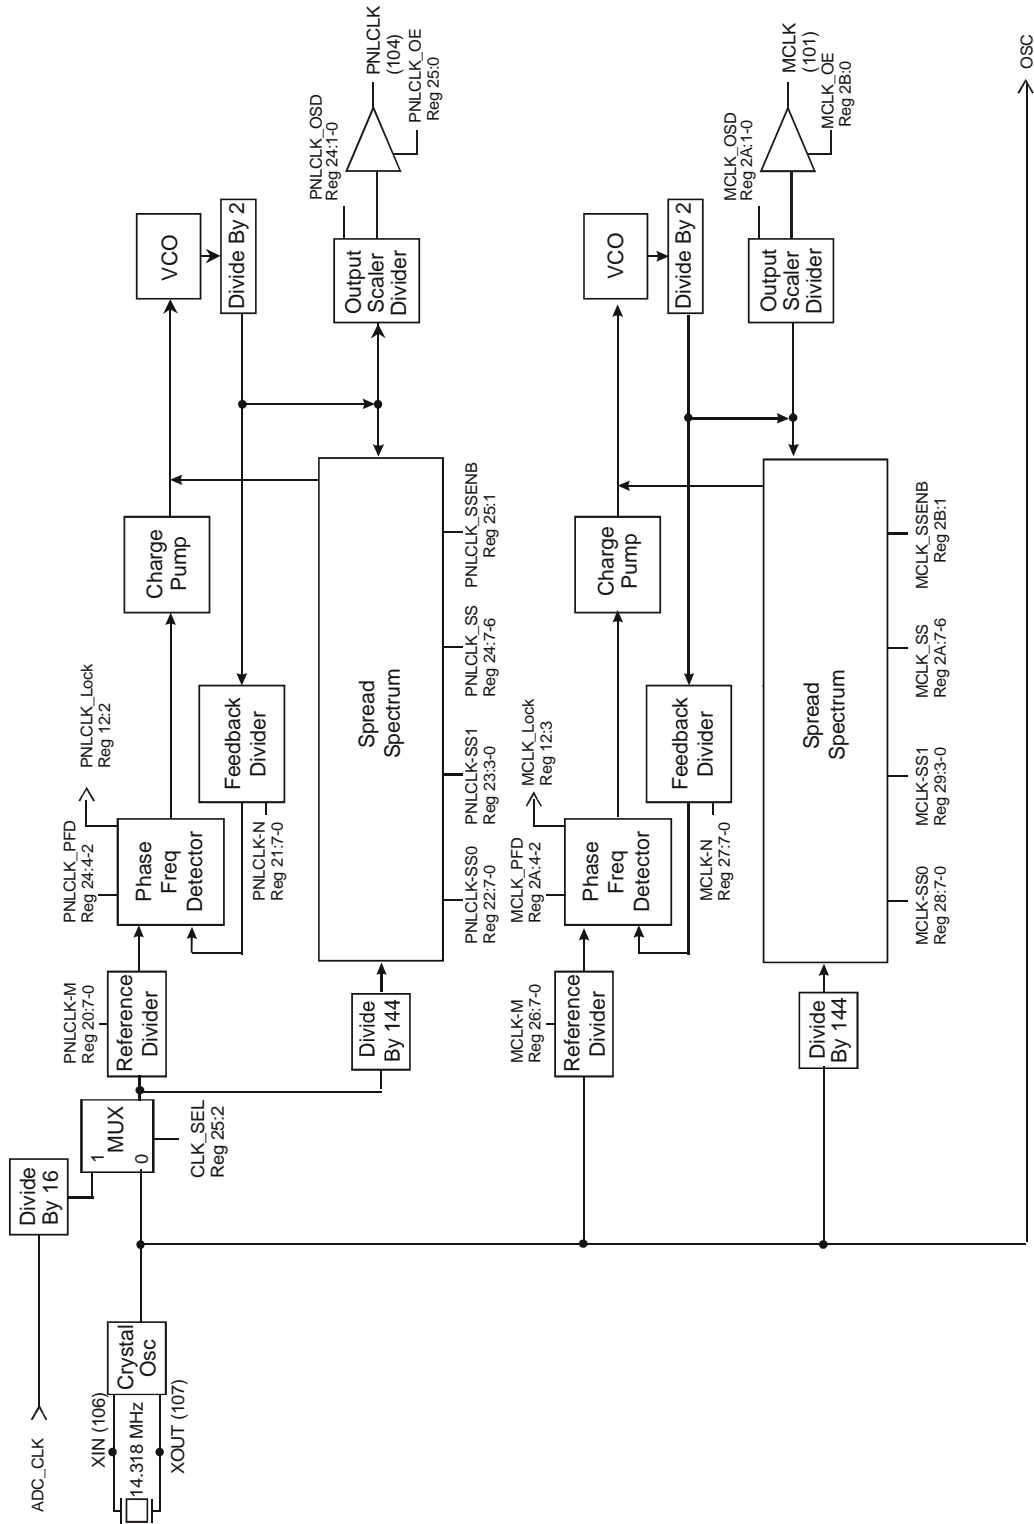 ADC_CLK
Divide
By 16
XIN (106)
14.318 MHz
XOUT (107)
Crystal
Osc
1
MUX
0
CLK_SEL
Reg 25:2
PNLCLK-M
Reg 20:7-0
Reference
Divider
PNLCLK_PFD
Reg 24:4-2
Phase
Freq
Detector
PNLCLK_Lock
Reg 12:2
Charge
Pump
VCO
Divide By 2
Feedback
Divider
PNLCLK-N
Reg 21:7-0
PNLCLK_OSD
Reg 24:1-0
Output
Scaler
Divider
PNLCLK
(104)
PNLCLK_OE
Reg 25:0
Divide
By 144
Spread
Spectrum
PNLCLK-SS0
Reg 22:7-0
PNLCLK-SS1
Reg 23:3-0
PNLCLK_SS
Reg 24:7-6
PNLCLK_SSENB
Reg 25:1
MCLK-M
Reg 26:7-0
Reference
Divider
MCLK_PFD
Reg 2A:4-2
Phase
Freq
Detector
MCLK_Lock
Reg 12:3
Charge
Pump
VCO
Divide By 2
Feedback
Divider
MCLK-N
Reg 27:7-0
MCLK_OSD
Reg 2A:1-0
Output
Scaler
Divider
MCLK
(101)
MCLK_OE
Reg 2B:0
Divide
By 144
Spread
Spectrum
MCLK-SS0
Reg 28:7-0
MCLK-SS1
Reg 29:3-0
MCLK_SS
Reg 2A:7-6
MCLK_SSENB
Reg 2B:1
OSC